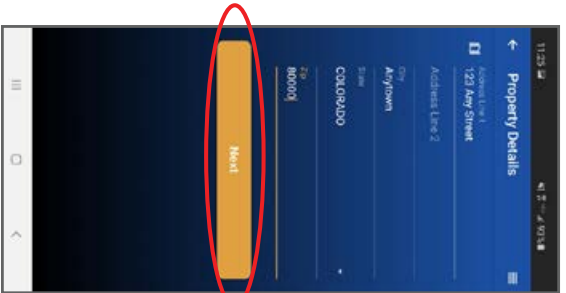 11:25
93%
Property Details
Address Line 1
123 Any Street
Address Line 2
City
Anytown
State
COLORADO
Zip
80000
Next